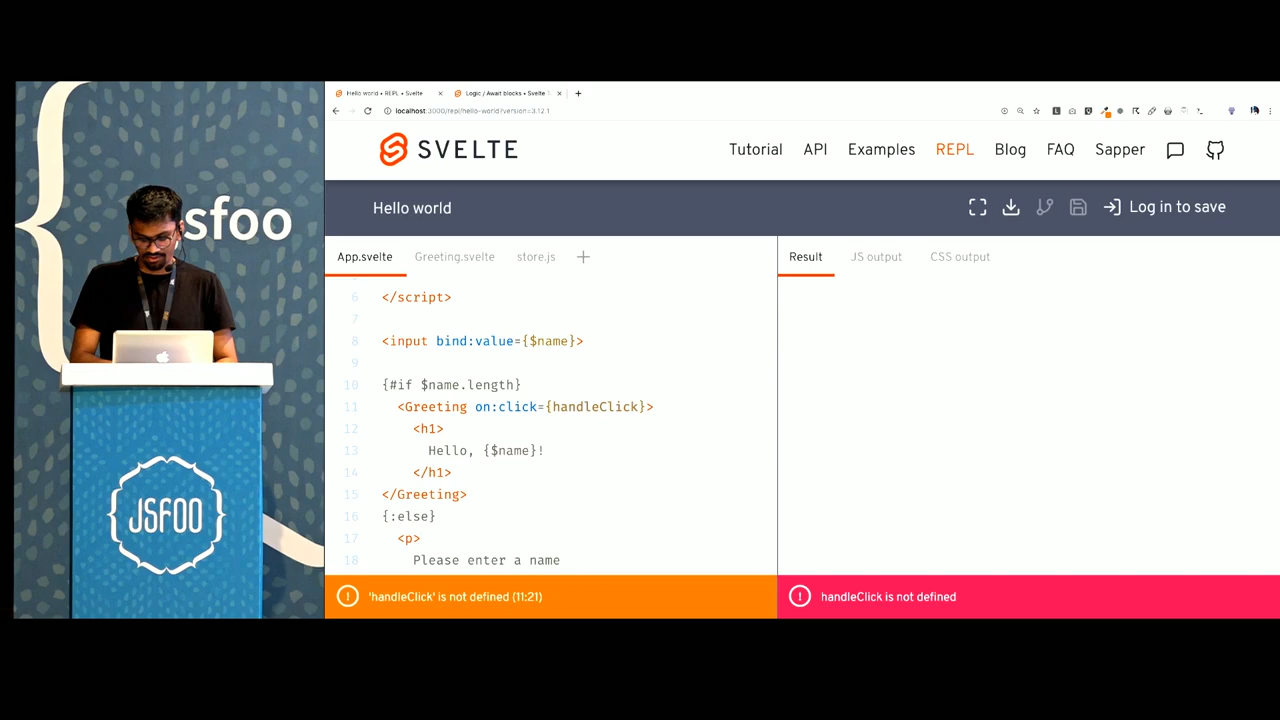 sfoo
JSFOO
Hello world • REPL • Svelte
Logic / Await blocks • Svelte
localhost:3000/repl/hello-world?version=3.12.1
SVELTE
Tutorial API Examples REPL Blog FAQ Sapper
Hello world
Log in to save
App.svelte Greeting.svelte store.js
Result JS output CSS output
6 </script>
7
8 <input bind:value={$name}>
9
10 {#if $name.length}
11 <Greeting on:click={handleClick}>
12 <h1>
13 Hello, {$name}!
14 </h1>
15 </Greeting>
16 {:else}
17 <p>
18 Please enter a name
'handleClick' is not defined (11:21)
handleClick is not defined